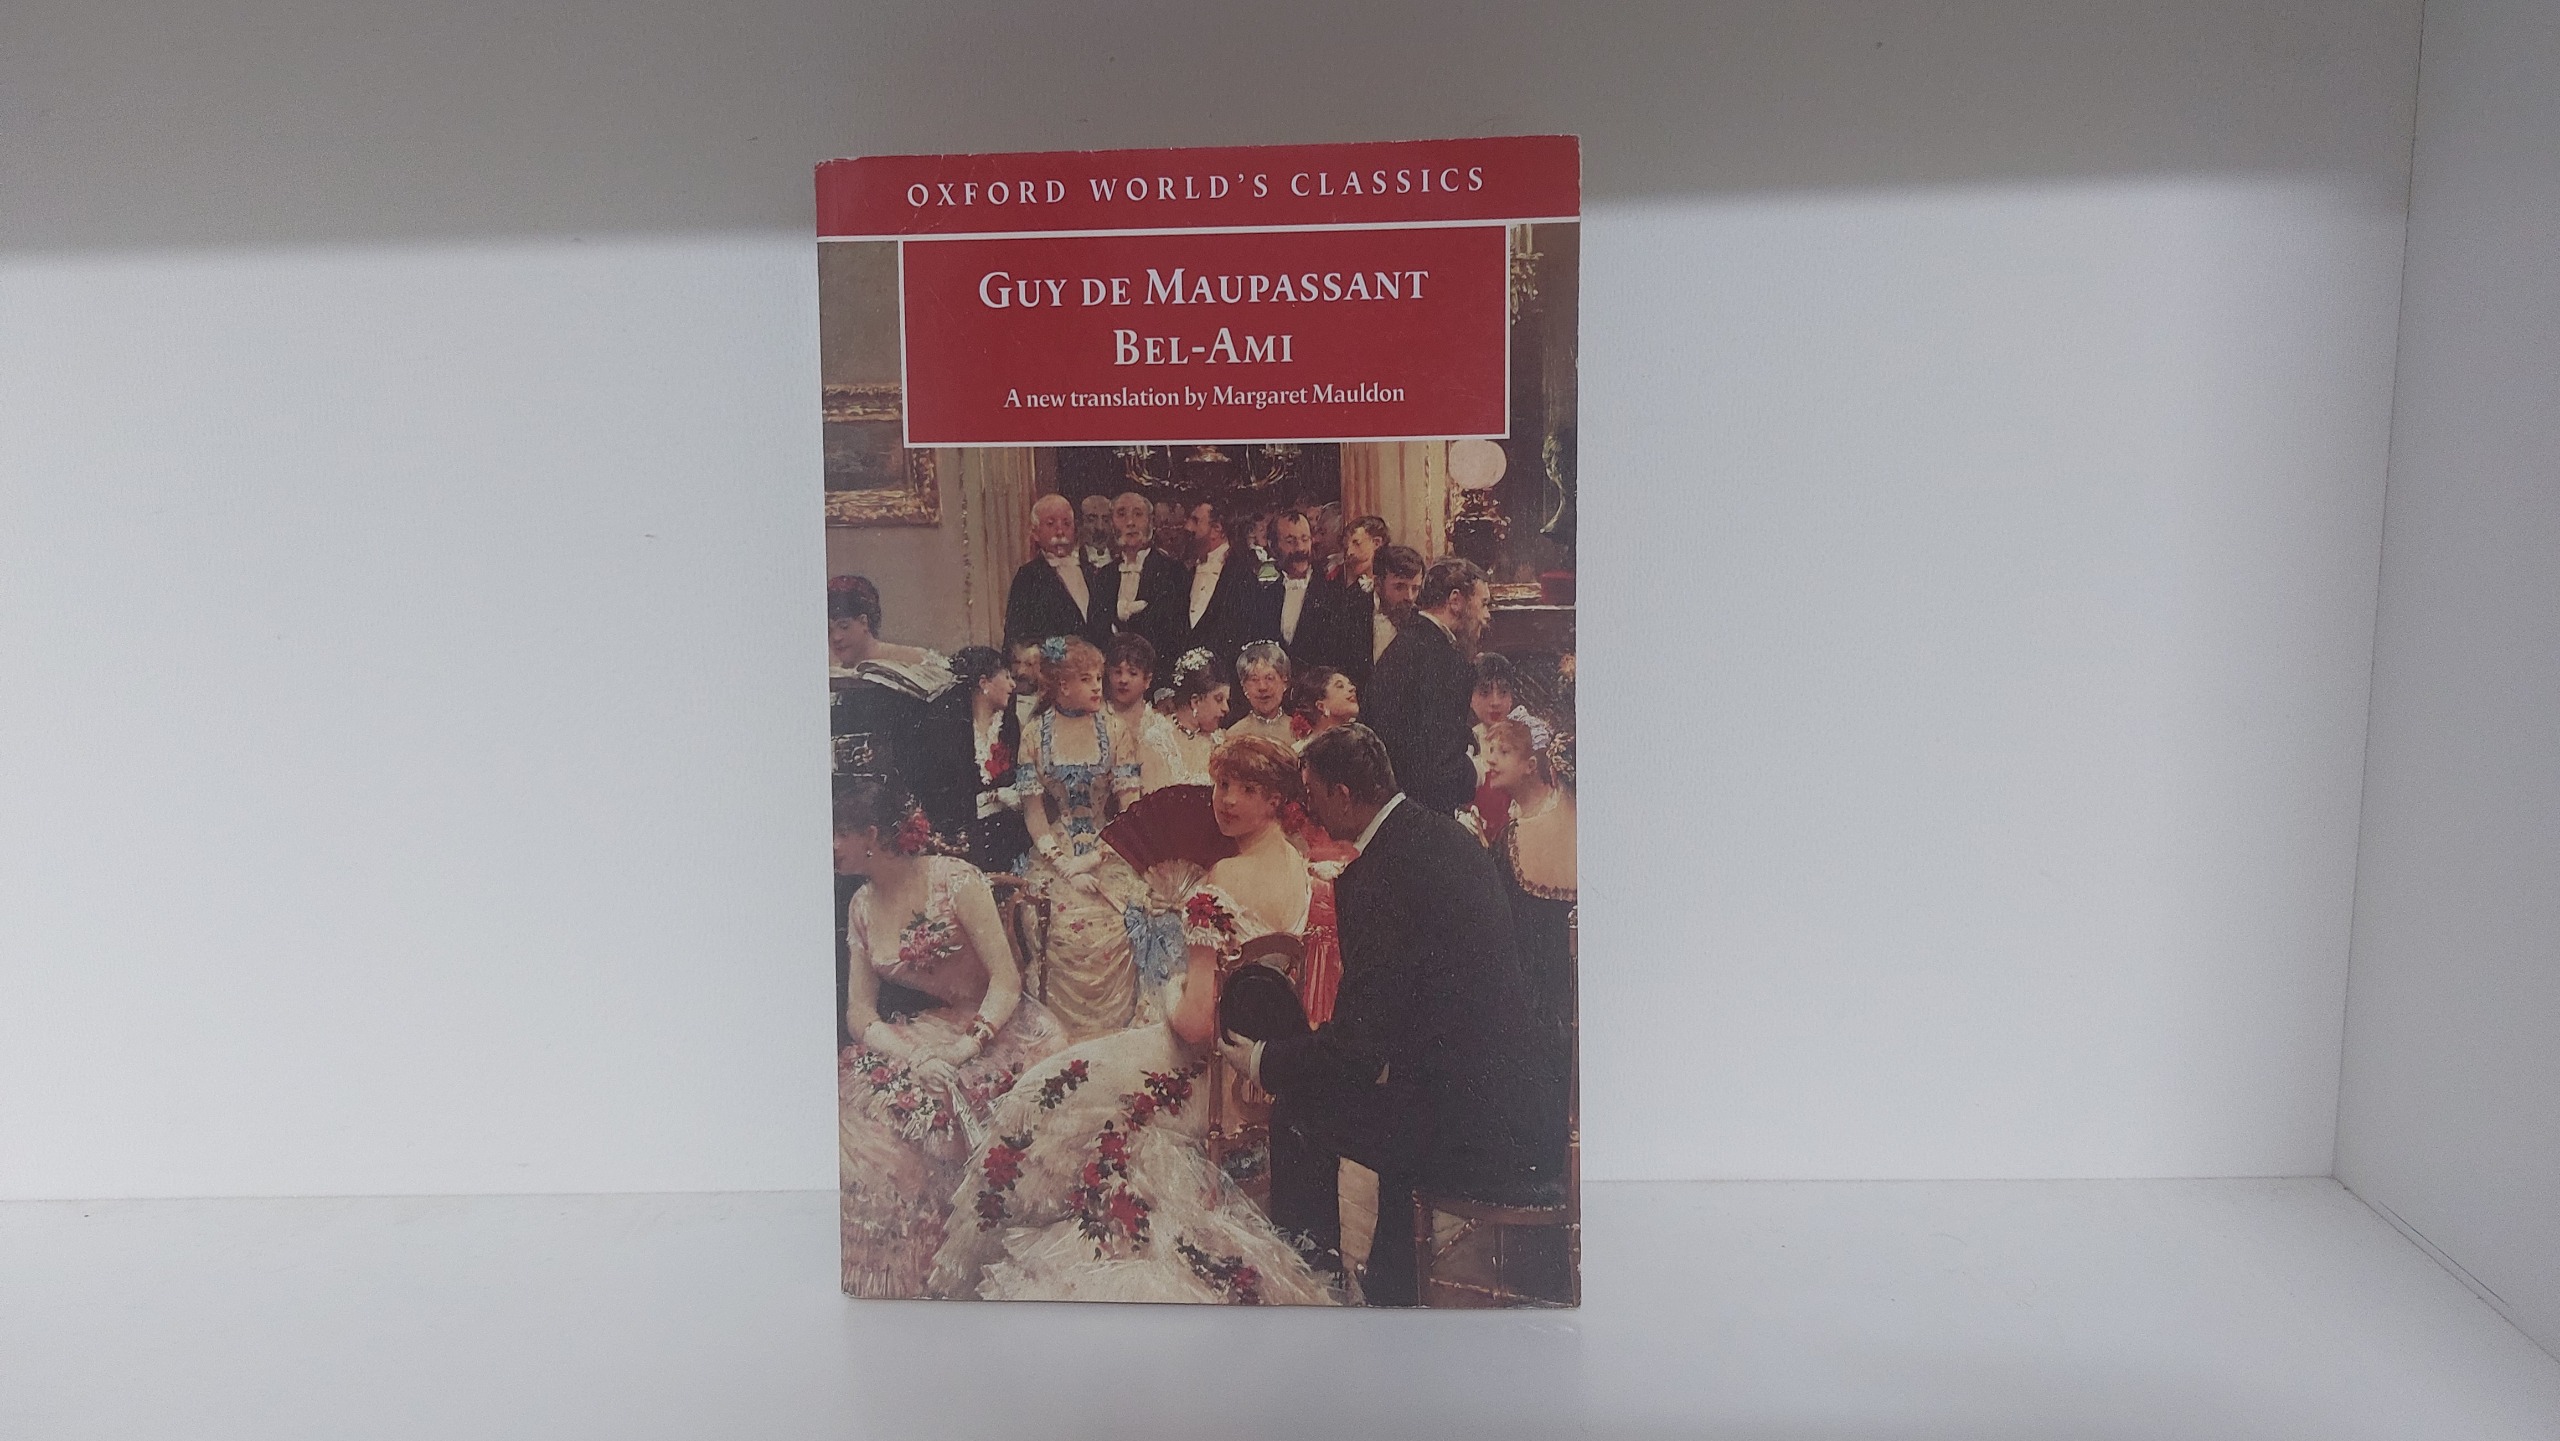 OXFORD WORLD'S CLASSICS
GUY DE MAUPASSANT
BEL-AMI
A new translation by Margaret Mauldon